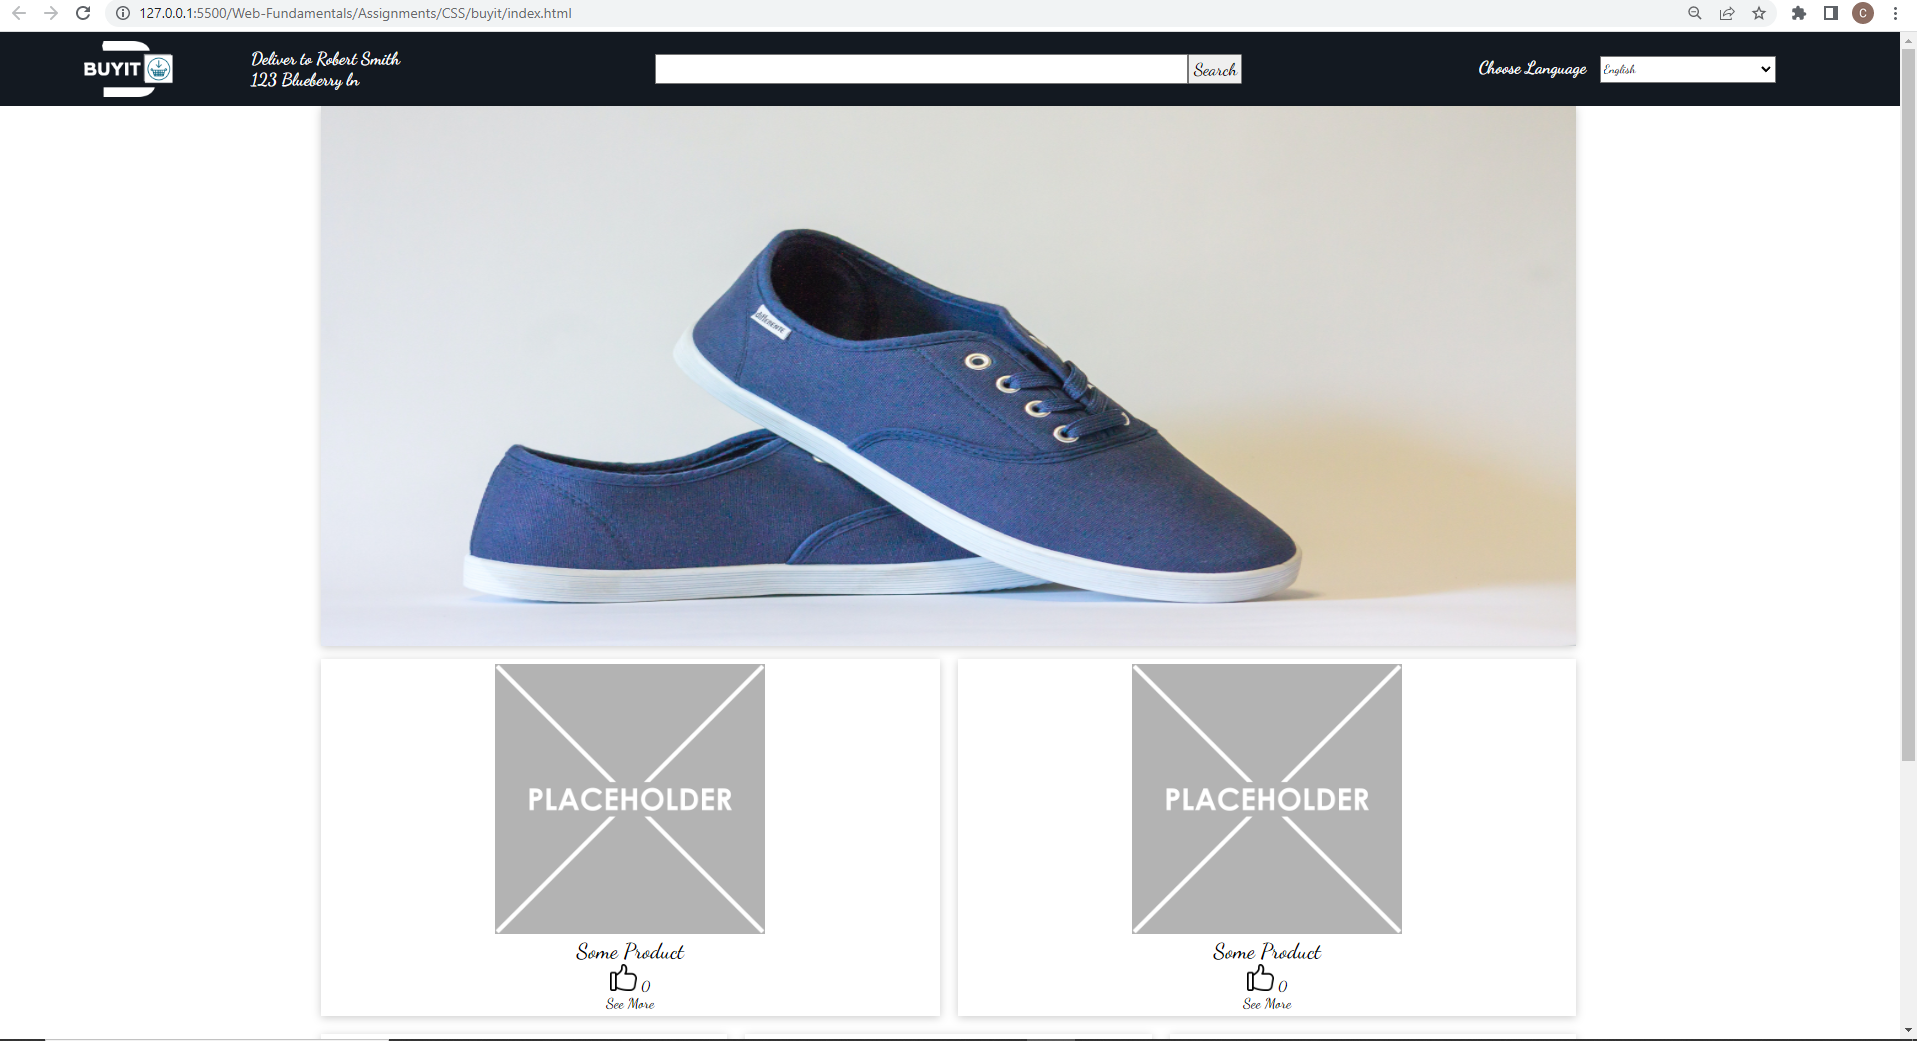 127.0.0.1:5500/Web-Fundamentals/Assignments/CSS/buyit/index.html
C
BUYIT
Deliver to Robert Smith
123 Blueberry ln
Search
Choose Language
English
PLACEHOLDER
PLACEHOLDER
Some Product
Some Product
0
0
See More
See More